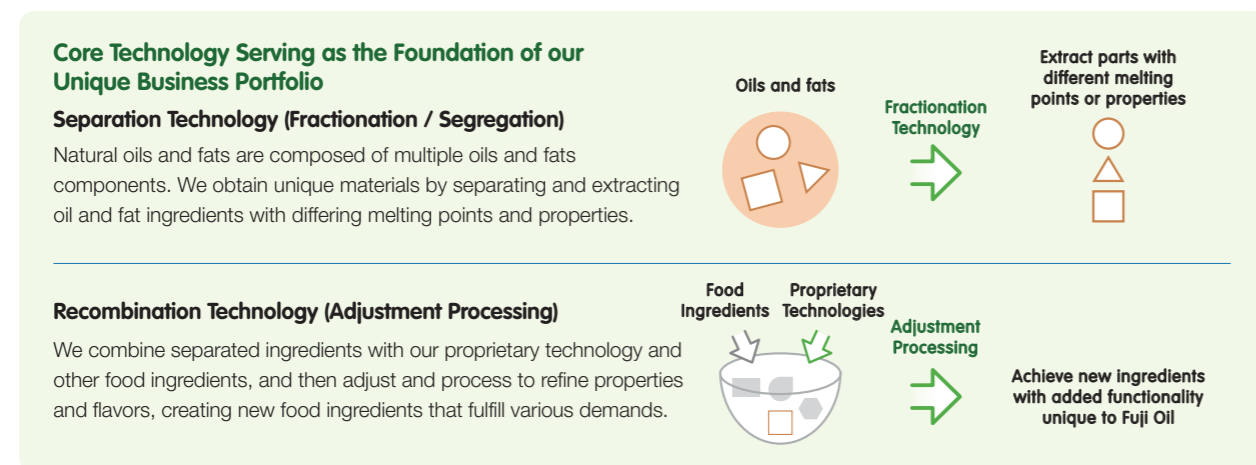 Core Technology Serving as the Foundation of our
Unique Business Portfolio
Separation Technology (Fractionation / Segregation)
Natural oils and fats are composed of multiple oils and fats
components. We obtain unique materials by separating and extracting
oil and fat ingredients with differing melting points and properties.
Oils and fats
Fractionation
Technology
Extract parts with
different melting
points or properties
Recombination Technology (Adjustment Processing)
We combine separated ingredients with our proprietary technology and
other food ingredients, and then adjust and process to refine properties
and flavors, creating new food ingredients that fulfill various demands.
Food
Ingredients
Proprietary
Technologies
Adjustment
Processing
Achieve new ingredients
with added functionality
unique to Fuji Oil